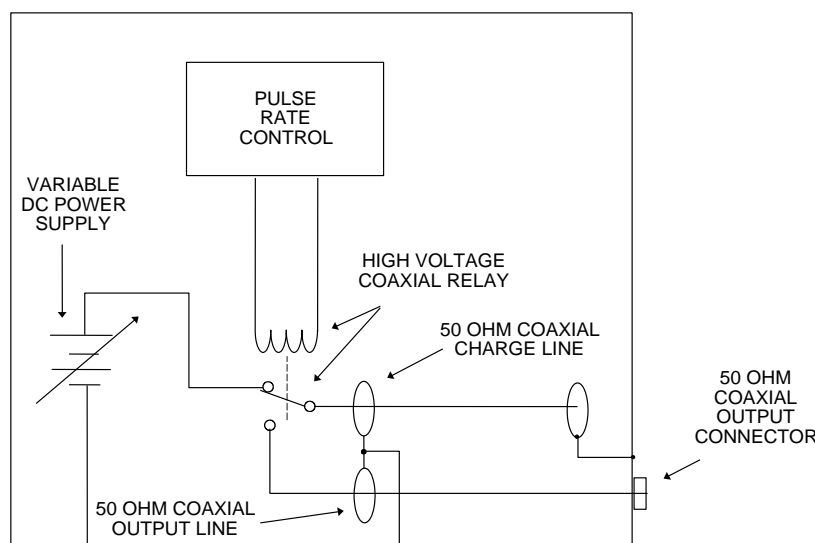 PULSE
RATE
CONTROL
VARIABLE
DC POWER
SUPPLY
HIGH VOLTAGE
COAXIAL RELAY
50 OHM COAXIAL
CHARGE LINE
50 OHM
COAXIAL
OUTPUT
CONNECTOR
50 OHM COAXIAL
OUTPUT LINE